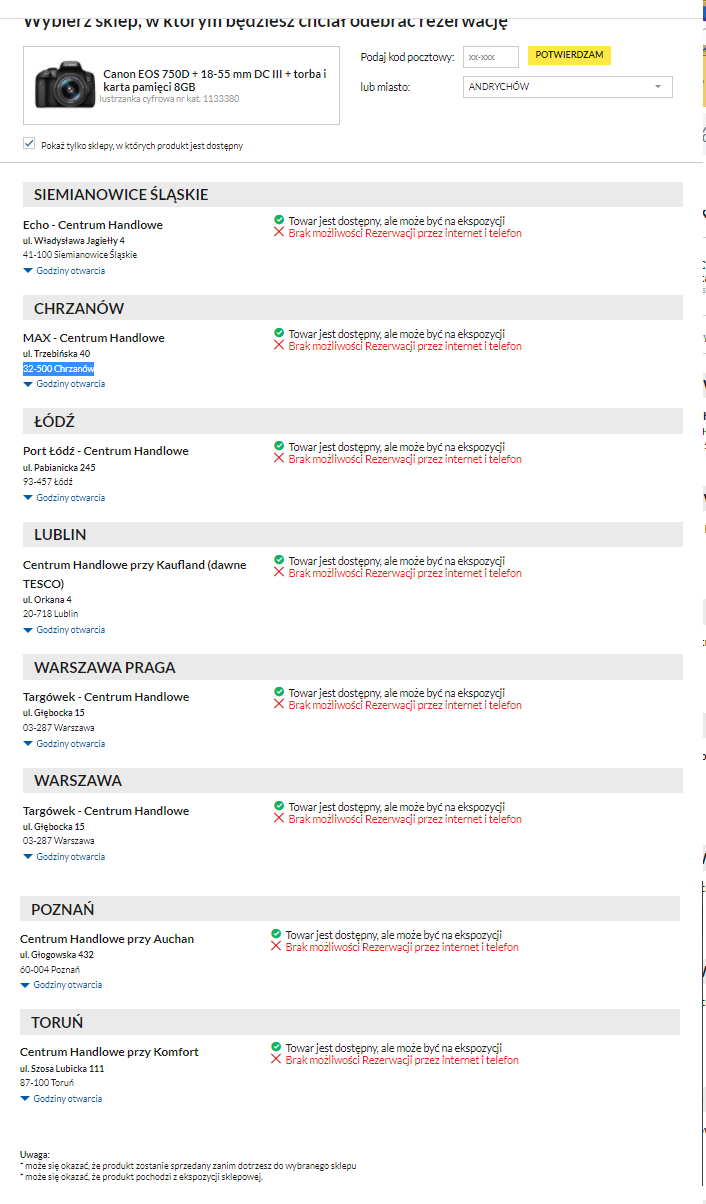 Wybierz sklep, w którym będziesz chciał odebrać rezerwację
Canon EOS 750D + 18-55 mm DC III + torba i
karta pamięci 8GB
lustrzanka cyfrowa nr kat. 1133380
Podaj kod pocztowy:
xx-xxx
POTWIERDZAM
lub miasto:
ANDRYCHÓW
Pokaż tylko sklepy, w których produkt jest dostępny
SIEMIANOWICE ŚLĄSKIE
Echo - Centrum Handlowe
ul. Władysława Jagiełły 4
41-100 Siemianowice Śląskie
Godziny otwarcia
Towar jest dostępny, ale może być na ekspozycji
Brak możliwości Rezerwacji przez internet i telefon
CHRZANÓW
MAX - Centrum Handlowe
ul. Trzebińska 40
32-500 Chrzanów
Godziny otwarcia
Towar jest dostępny, ale może być na ekspozycji
Brak możliwości Rezerwacji przez internet i telefon
ŁÓDŹ
Port Łódź - Centrum Handlowe
ul. Pabianicka 245
93-457 Łódź
Godziny otwarcia
Towar jest dostępny, ale może być na ekspozycji
Brak możliwości Rezerwacji przez internet i telefon
LUBLIN
Centrum Handlowe przy Kaufland (dawne
TESCO)
ul. Orkana 4
20-718 Lublin
Godziny otwarcia
Towar jest dostępny, ale może być na ekspozycji
Brak możliwości Rezerwacji przez internet i telefon
WARSZAWA PRAGA
Targówek - Centrum Handlowe
ul. Głębocka 15
03-287 Warszawa
Godziny otwarcia
Towar jest dostępny, ale może być na ekspozycji
Brak możliwości Rezerwacji przez internet i telefon
WARSZAWA
Targówek - Centrum Handlowe
ul. Głębocka 15
03-287 Warszawa
Godziny otwarcia
Towar jest dostępny, ale może być na ekspozycji
Brak możliwości Rezerwacji przez internet i telefon
POZNAŃ
Centrum Handlowe przy Auchan
ul. Głogowska 432
60-004 Poznań
Godziny otwarcia
Towar jest dostępny, ale może być na ekspozycji
Brak możliwości Rezerwacji przez internet i telefon
TORUŃ
Centrum Handlowe przy Komfort
ul. Szosa Lubicka 111
87-100 Toruń
Godziny otwarcia
Towar jest dostępny, ale może być na ekspozycji
Brak możliwości Rezerwacji przez internet i telefon
Uwaga:
* może się okazać, że produkt zostanie sprzedany zanim dotrzesz do wybranego sklepu
* może się okazać, że produkt pochodzi z ekspozycji sklepowej.